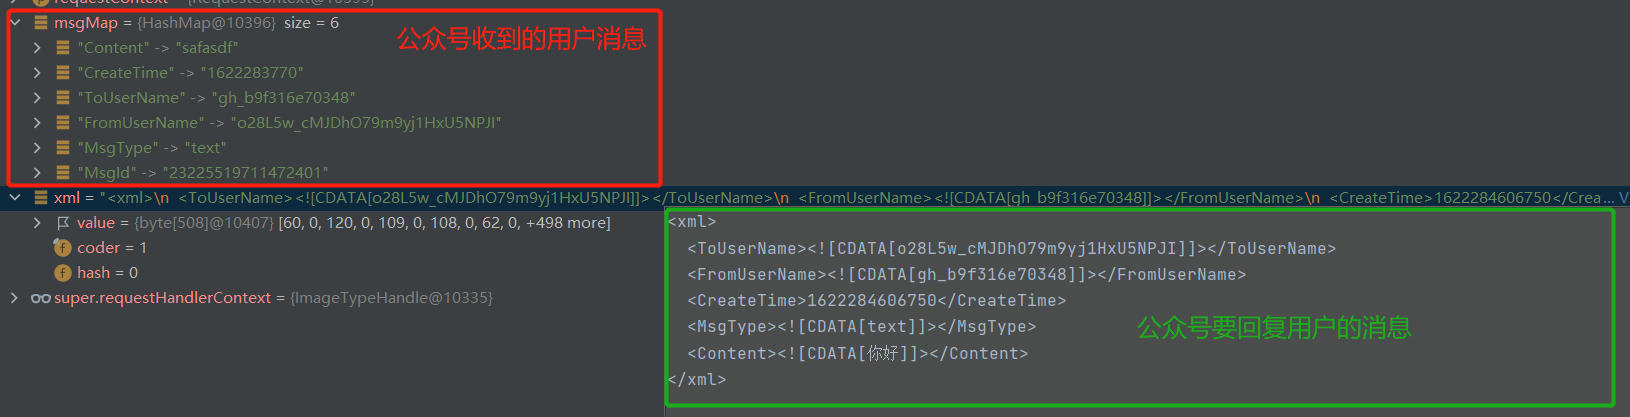 requestContext = {RequestContext@10395}
msgMap = {HashMap@10396} size = 6
公众号收到的用户消息
"Content" -> "safasdf"
"CreateTime" -> "1622283770"
"ToUserName" -> "gh_b9f316e70348"
"FromUserName" -> "o28L5w_cMJDhO79m9yj1HxU5NPJI"
"MsgType" -> "text"
"MsgId" -> "23225519711472401"
xml = "<xml>\n <ToUserName><![CDATA[o28L5w_cMJDhO79m9yj1HxU5NPJI]]></ToUserName>\n <FromUserName><![CDATA[gh_b9f316e70348]]></FromUserName>\n <CreateTime>1622284606750</Crea... V
value = {byte[508]@10407} [60, 0, 120, 0, 109, 0, 108, 0, 62, 0, +498 more]
coder = 1
hash = 0
super.requestHandlerContext = {ImageTypeHandle@10335}
<xml>
<ToUserName><![CDATA[o28L5w_cMJDhO79m9yj1HxU5NPJI]]></ToUserName>
<FromUserName><![CDATA[gh_b9f316e70348]]></FromUserName>
<CreateTime>1622284606750</CreateTime>
<MsgType><![CDATA[text]]></MsgType>
<Content><![CDATA[你好]]></Content>
</xml>
公众号要回复用户的消息